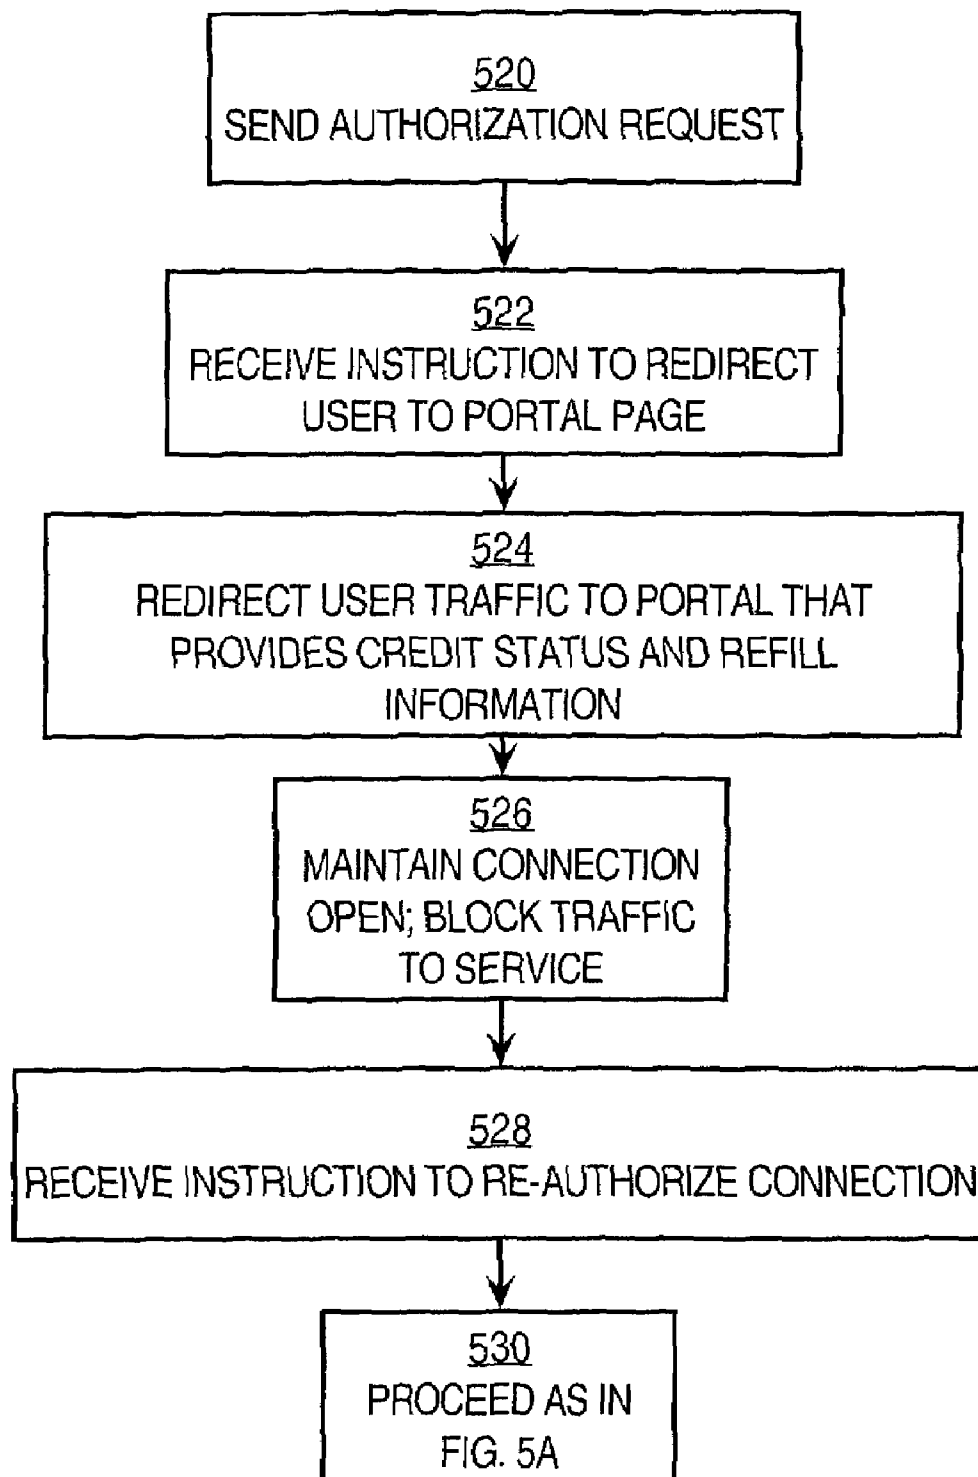 520
SEND AUTHORIZATION REQUEST
522
RECEIVE INSTRUCTION TO REDIRECT
USER TO PORTAL PAGE
524
REDIRECT USER TRAFFIC TO PORTAL THAT
PROVIDES CREDIT STATUS AND REFILL
INFORMATION
526
MAINTAIN CONNECTION
OPEN; BLOCK TRAFFIC
TO SERVICE
528
RECEIVE INSTRUCTION TO RE-AUTHORIZE CONNECTION
530
PROCEED AS IN
FIG. 5A